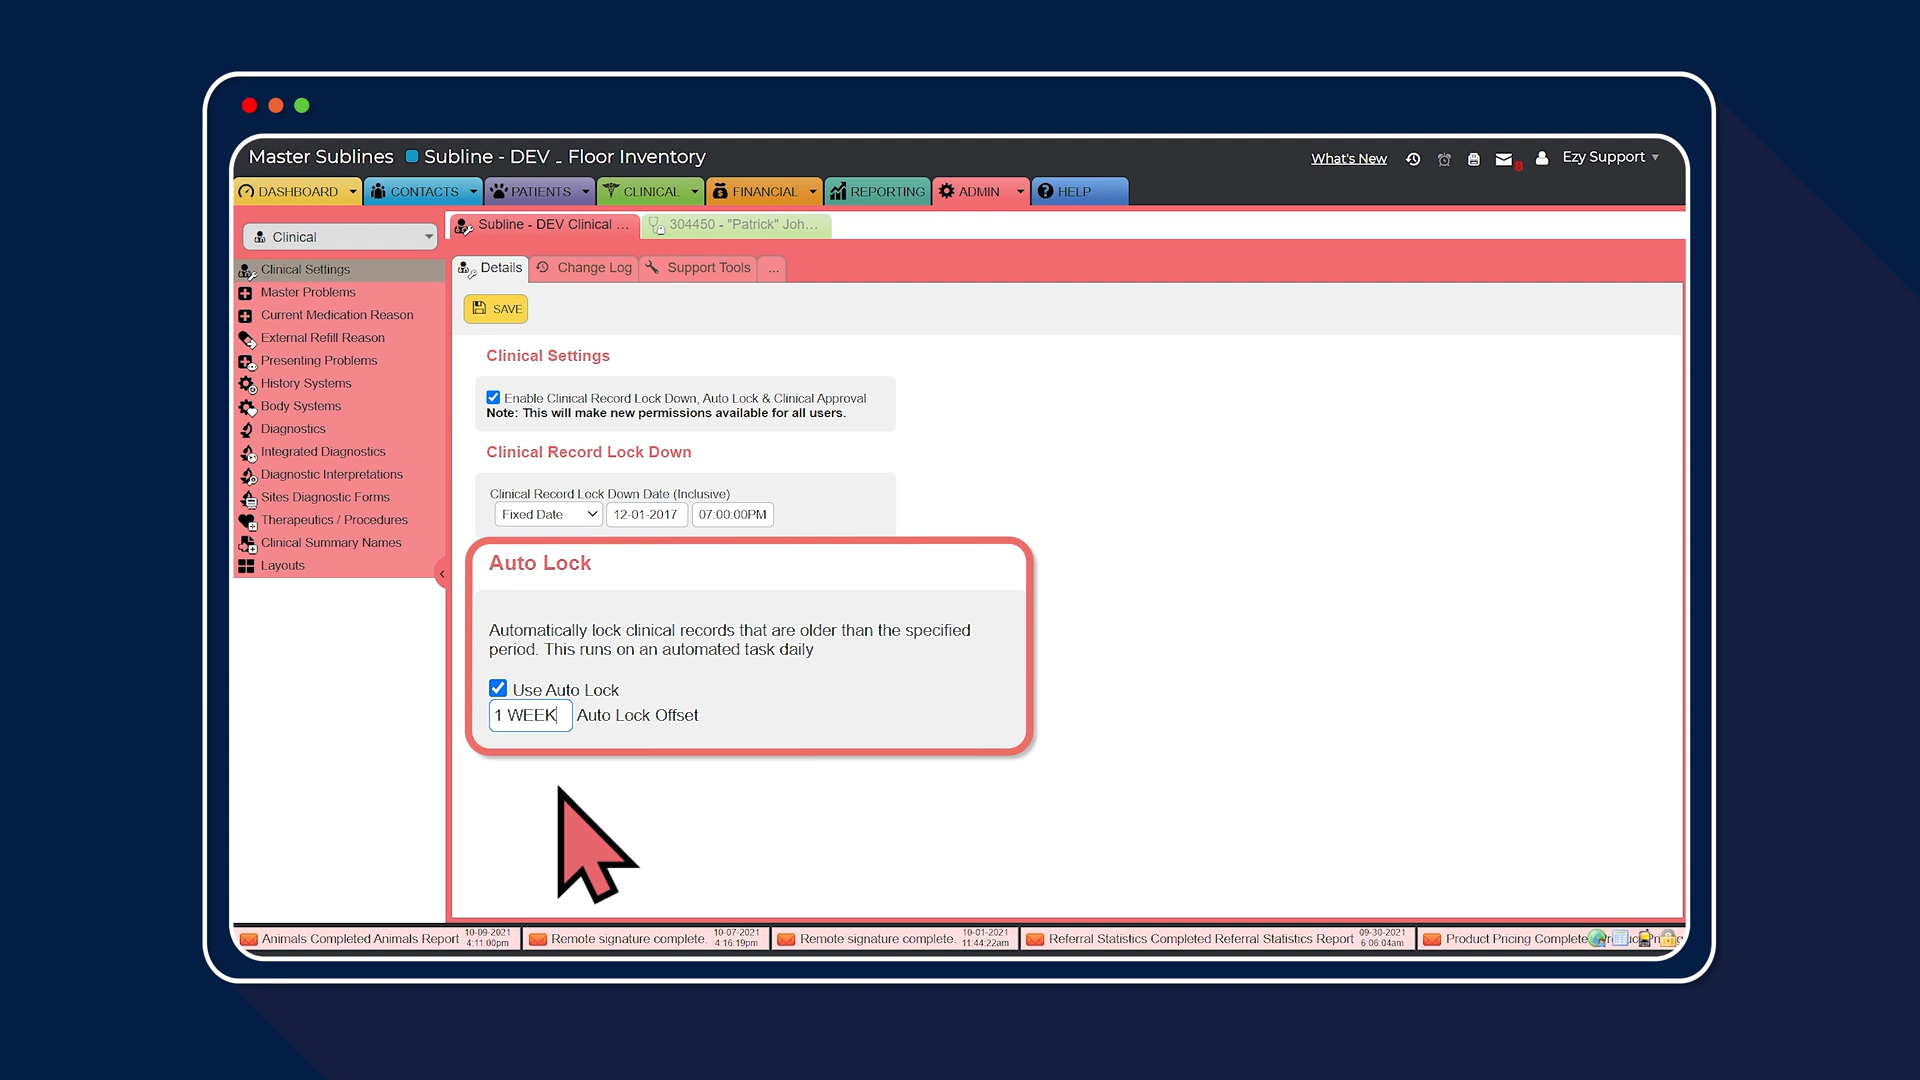 Master Sublines Subline - DEV - Floor Inventory
What's New
8
Ezy Support
DASHBOARD
CONTACTS
PATIENTS
CLINICAL
FINANCIAL
REPORTING
ADMIN
HELP
Clinical
Clinical Settings
Master Problems
Current Medication Reason
External Refill Reason
Presenting Problems
History Systems
Body Systems
Diagnostics
Integrated Diagnostics
Diagnostic Interpretations
Sites Diagnostic Forms
Therapeutics / Procedures
Clinical Summary Names
Layouts
Subline - DEV Clinical ...
304450 - "Patrick" Joh...
Details
Change Log
Support Tools
...
SAVE
Clinical Settings
Enable Clinical Record Lock Down, Auto Lock & Clinical Approval
Note: This will make new permissions available for all users.
Clinical Record Lock Down
Clinical Record Lock Down Date (Inclusive)
Fixed Date 12-01-2017 07:00:00PM
Auto Lock
Automatically lock clinical records that are older than the specified
period. This runs on an automated task daily
Use Auto Lock
1 WEEK Auto Lock Offset
Animals Completed Animals Report 10-09-2021 4:11:00pm
Remote signature complete. 10-07-2021 4:16:19pm
Remote signature complete. 10-01-2021 11:44:22am
Referral Statistics Completed Referral Statistics Report 09-30-2021 6:06:04am
Product Pricing Complete